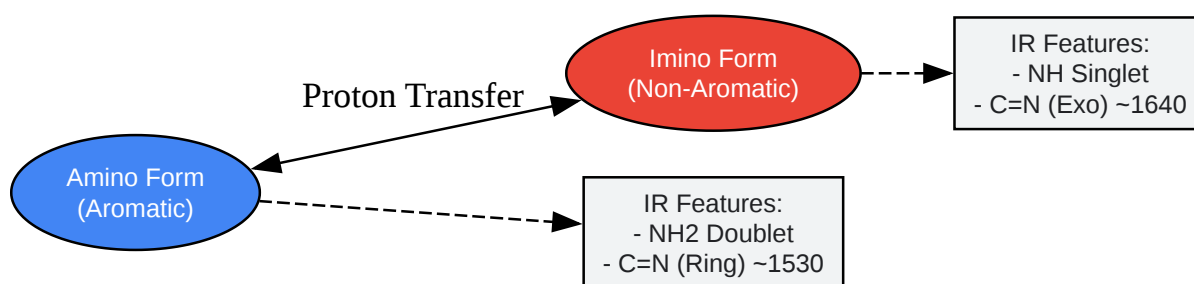 Imino Form
(Non-Aromatic)
IR Features:
- NH Singlet
- C=N (Exo) ~1640
Proton Transfer
Amino Form
(Aromatic)
IR Features:
- NH2 Doublet
- C=N (Ring) ~1530